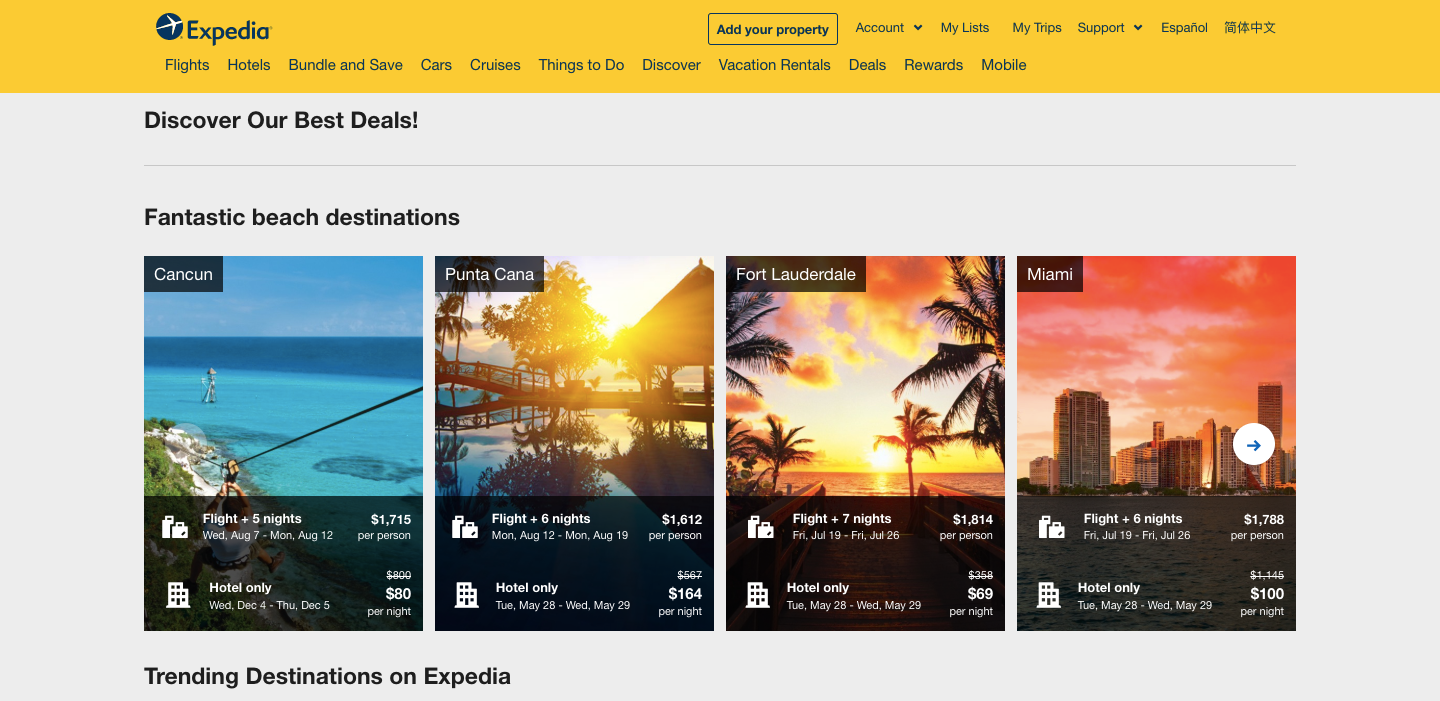 Expedia
Add your property
Account
My Lists
My Trips
Support
Español
简体中文
Flights
Hotels
Bundle and Save
Cars
Cruises
Things to Do
Discover
Vacation Rentals
Deals
Rewards
Mobile
Discover Our Best Deals!
Fantastic beach destinations
Cancun
Flight + 5 nights
Wed, Aug 7 - Mon, Aug 12
$1,715
per person
Hotel only
Wed, Dec 4 - Thu, Dec 5
$800
$80
per night
Punta Cana
Flight + 6 nights
Mon, Aug 12 - Mon, Aug 19
$1,612
per person
Hotel only
Tue, May 28 - Wed, May 29
$567
$164
per night
Fort Lauderdale
Flight + 7 nights
Fri, Jul 19 - Fri, Jul 26
$1,814
per person
Hotel only
Tue, May 28 - Wed, May 29
$358
$69
per night
Miami
Flight + 6 nights
Fri, Jul 19 - Fri, Jul 26
$1,788
per person
Hotel only
Tue, May 28 - Wed, May 29
$1,145
$100
per night
Trending Destinations on Expedia